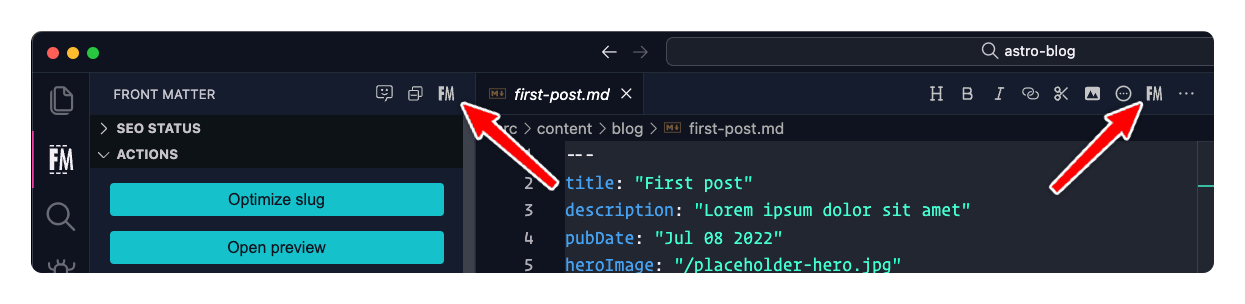 astro-blog
FRONT MATTER
FM
first-post.md
H B I
FM
SEO STATUS
ACTIONS
FM
Optimize slug
Open preview
rc > content > blog > first-post.md
1 ---
2 title: "First post"
3 description: "Lorem ipsum dolor sit amet"
4 pubDate: "Jul 08 2022"
5 heroImage: "/placeholder-hero.jpg"